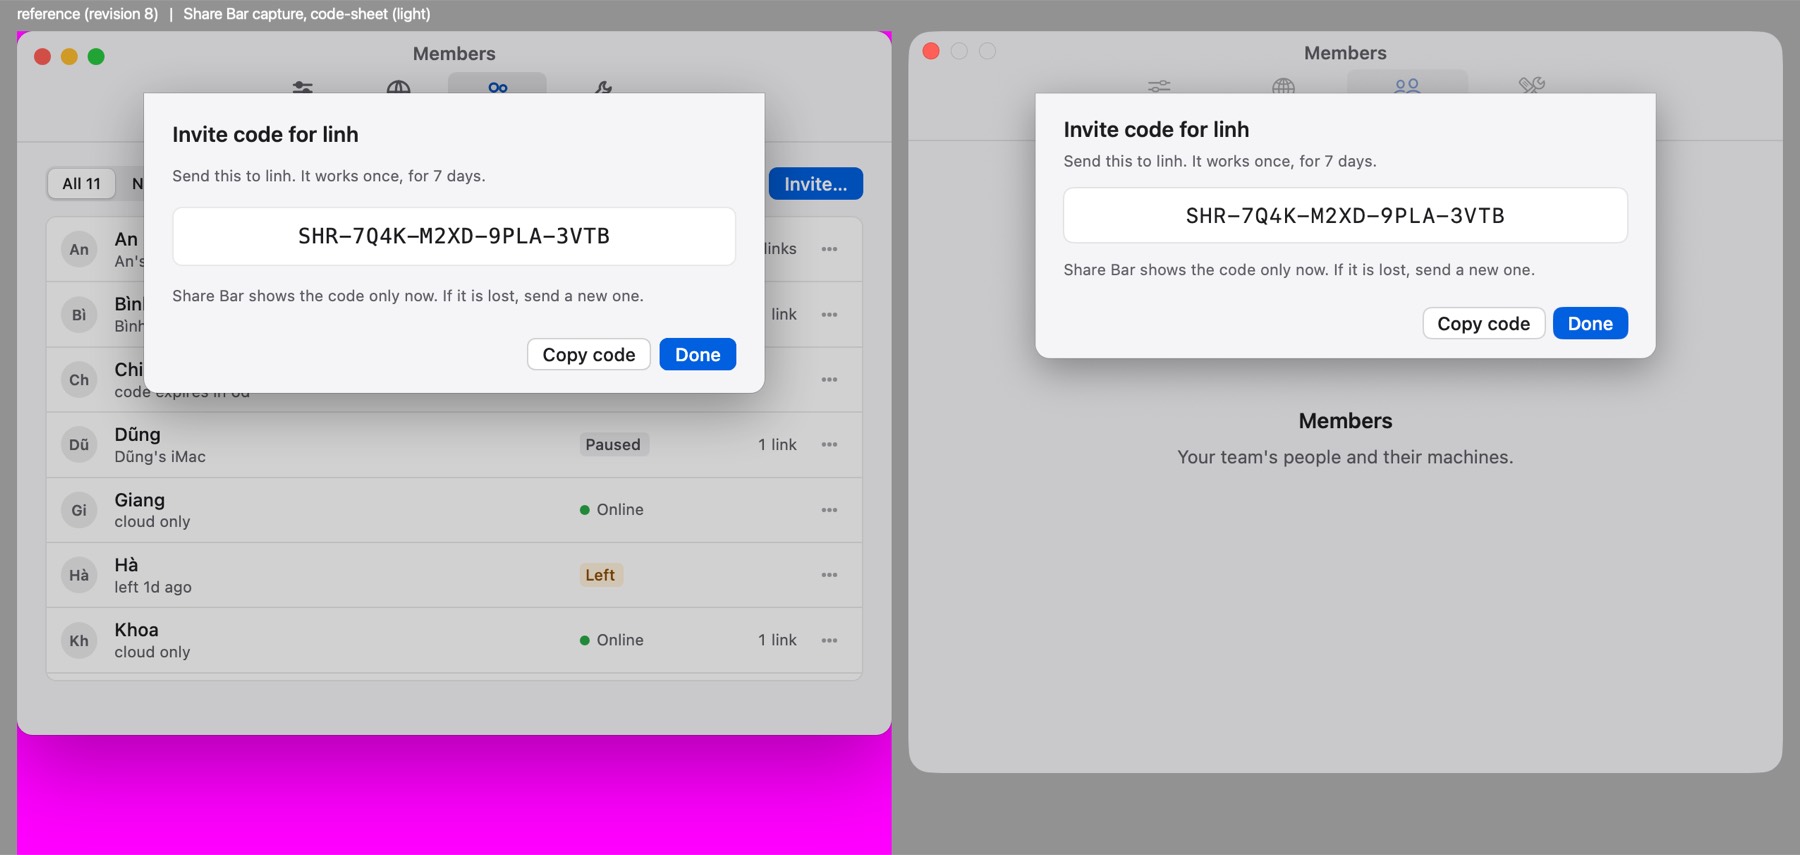 reference (revision 8) | Share Bar capture, code-sheet (light)
Members
Invite code for linh
Send this to linh. It works once, for 7 days.
SHR-7Q4K-M2XD-9PLA-3VTB
Share Bar shows the code only now. If it is lost, send a new one.
Copy code
Done
All 11
Invite...
An
An
An's
links
Bì
link
Ch
Chi
Dũ
Dũng
Dũng's iMac
Paused
1 link
Gi
Giang
cloud only
Online
Hà
Hà
left 1d ago
Left
Kh
Khoa
cloud only
Online
1 link
Members
Invite code for linh
Send this to linh. It works once, for 7 days.
SHR-7Q4K-M2XD-9PLA-3VTB
Share Bar shows the code only now. If it is lost, send a new one.
Copy code
Done
Members
Your team's people and their machines.